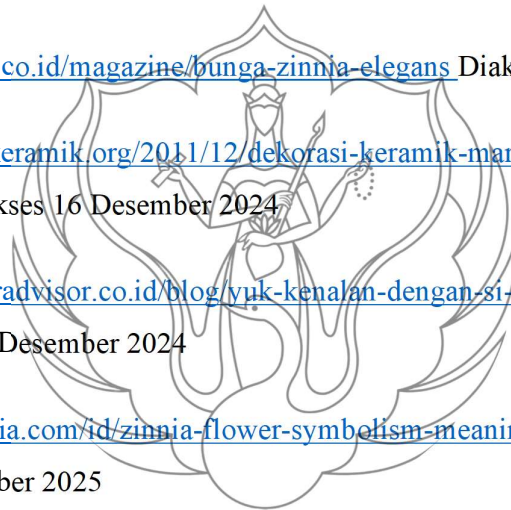 co.id/magazine/bunga-zinnia-elegans Diak
eramik.org/2011/12/dekorasi-keramik-mar
kses 16 Desember 2024
radvisor.co.id/blog/yuk-kenalan-dengan-si-
Desember 2024
ia.com/id/zinnia-flower-symbolism-meanin
ber 2025